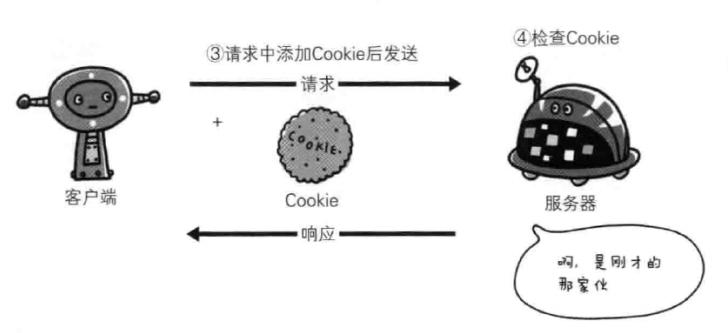 ③请求中添加Cookie后发送
④检查Cookie
请求
+
COOKIE.
客户端
Cookie
服务器
响应
啊，是刚才的
那家伙